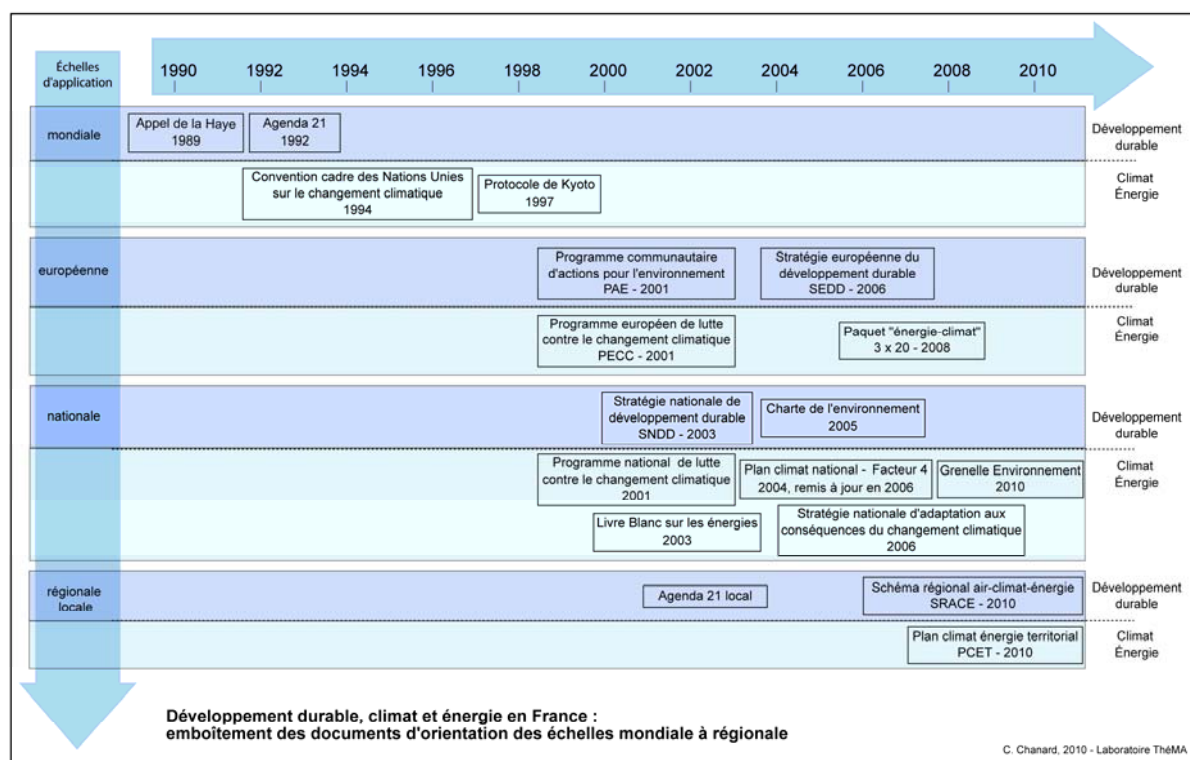 Échelles
d'application
1990 1992 1994 1996 1998 2000 2002 2004 2006 2008 2010
mondiale
Appel de la Haye
1989
Agenda 21
1992
Développement
durable
Convention cadre des Nations Unies
sur le changement climatique
1994
Protocole de Kyoto
1997
Climat
Énergie
européenne
Programme communautaire
d'actions pour l'environnement
PAE - 2001
Stratégie européenne du
développement durable
SEDD - 2006
Développement
durable
Programme européen de lutte
contre le changement climatique
PECC - 2001
Paquet "énergie-climat"
3 x 20 - 2008
Climat
Énergie
nationale
Stratégie nationale de
développement durable
SNDD - 2003
Charte de l'environnement
2005
Développement
durable
Programme national de lutte
contre le changement climatique
2001
Plan climat national - Facteur 4
2004, remis à jour en 2006
Grenelle Environnement
2010
Climat
Énergie
Livre Blanc sur les énergies
2003
Stratégie nationale d'adaptation aux
conséquences du changement climatique
2006
régionale
locale
Agenda 21 local
Schéma régional air-climat-énergie
SRACE - 2010
Développement
durable
Plan climat énergie territorial
PCET - 2010
Climat
Énergie
Développement durable, climat et énergie en France :
emboîtement des documents d'orientation des échelles mondiale à régionale
C. Chanard, 2010 - Laboratoire ThéMA